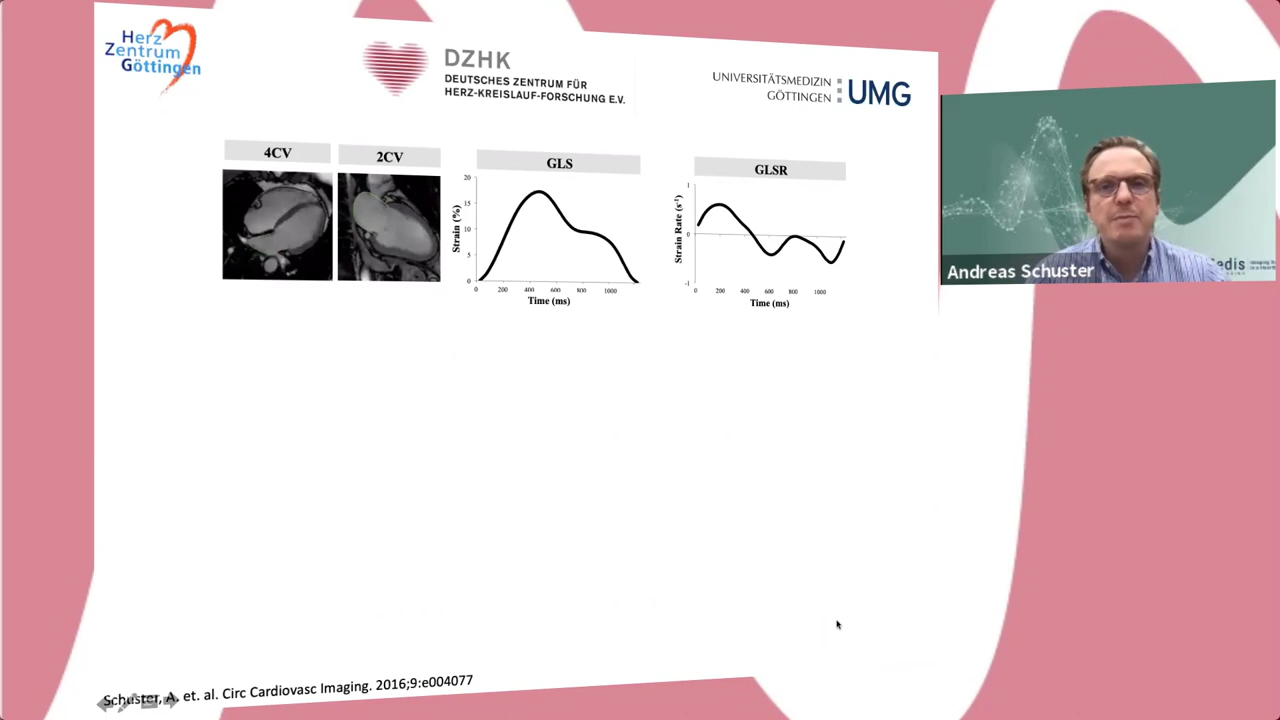 Herz
Zentrum
Göttingen
DZHK
DEUTSCHES ZENTRUM FÜR
HERZ-KREISLAUF-FORSCHUNG E.V.
UNIVERSITÄTSMEDIZIN
GÖTTINGEN
UMG
4CV
2CV
GLS
Strain (%)
20
15
10
5
0
0 200 400 600 800 1000
Time (ms)
GLSR
Strain Rate (s⁻¹)
1
0
-1
0 200 400 600 800 1000
Time (ms)
Andreas Schuster
edis
Schuster, A. et. al. Circ Cardiovasc Imaging. 2016;9:e004077